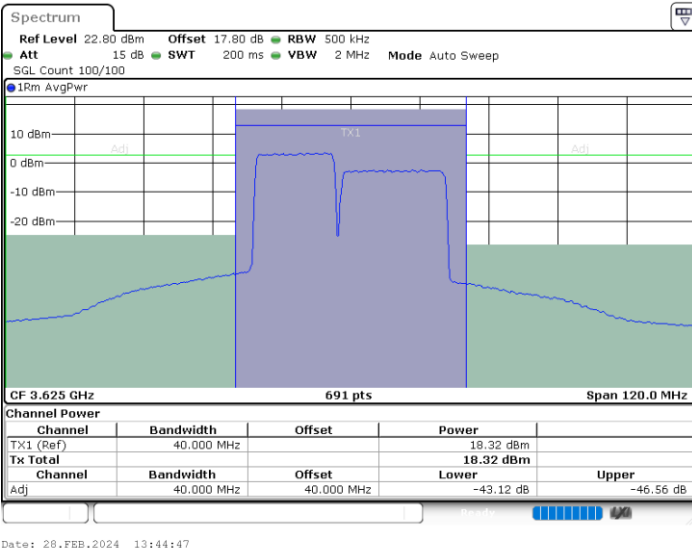 Spectrum
Ref Level 22.80 dBm Offset 17.80 dB RBW 500 kHz
Att 15 dB SWT 200 ms VBW 2 MHz Mode Auto Sweep
SGL Count 100/100
1Rm AvgPwr
10 dBm
TX1
Adj
Adj
0 dBm
-10 dBm
-20 dBm
CF 3.625 GHz 691 pts Span 120.0 MHz
Channel Power
Channel Bandwidth Offset Power
TX1 (Ref) 40.000 MHz 18.32 dBm
Tx Total 18.32 dBm
Channel Bandwidth Offset Lower Upper
Adj 40.000 MHz 40.000 MHz -43.12 dB -46.56 dB
Ready
Date: 28.FEB.2024 13:44:47